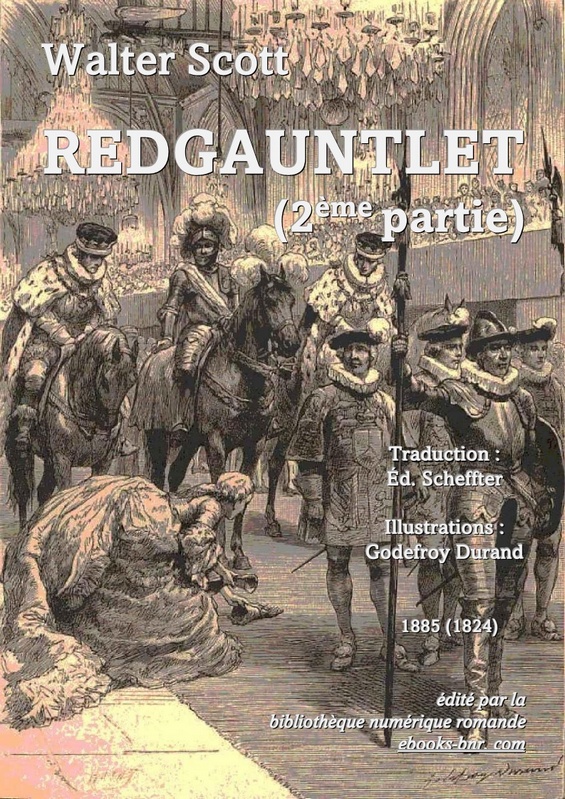 Walter Scott
REDGAUNTLET
(2ème partie)
Traduction :
Éd. Scheffter
Illustrations :
Godefroy Durand
1885 (1824)
édité par la
bibliothèque numérique romande
ebooks-bnr. com